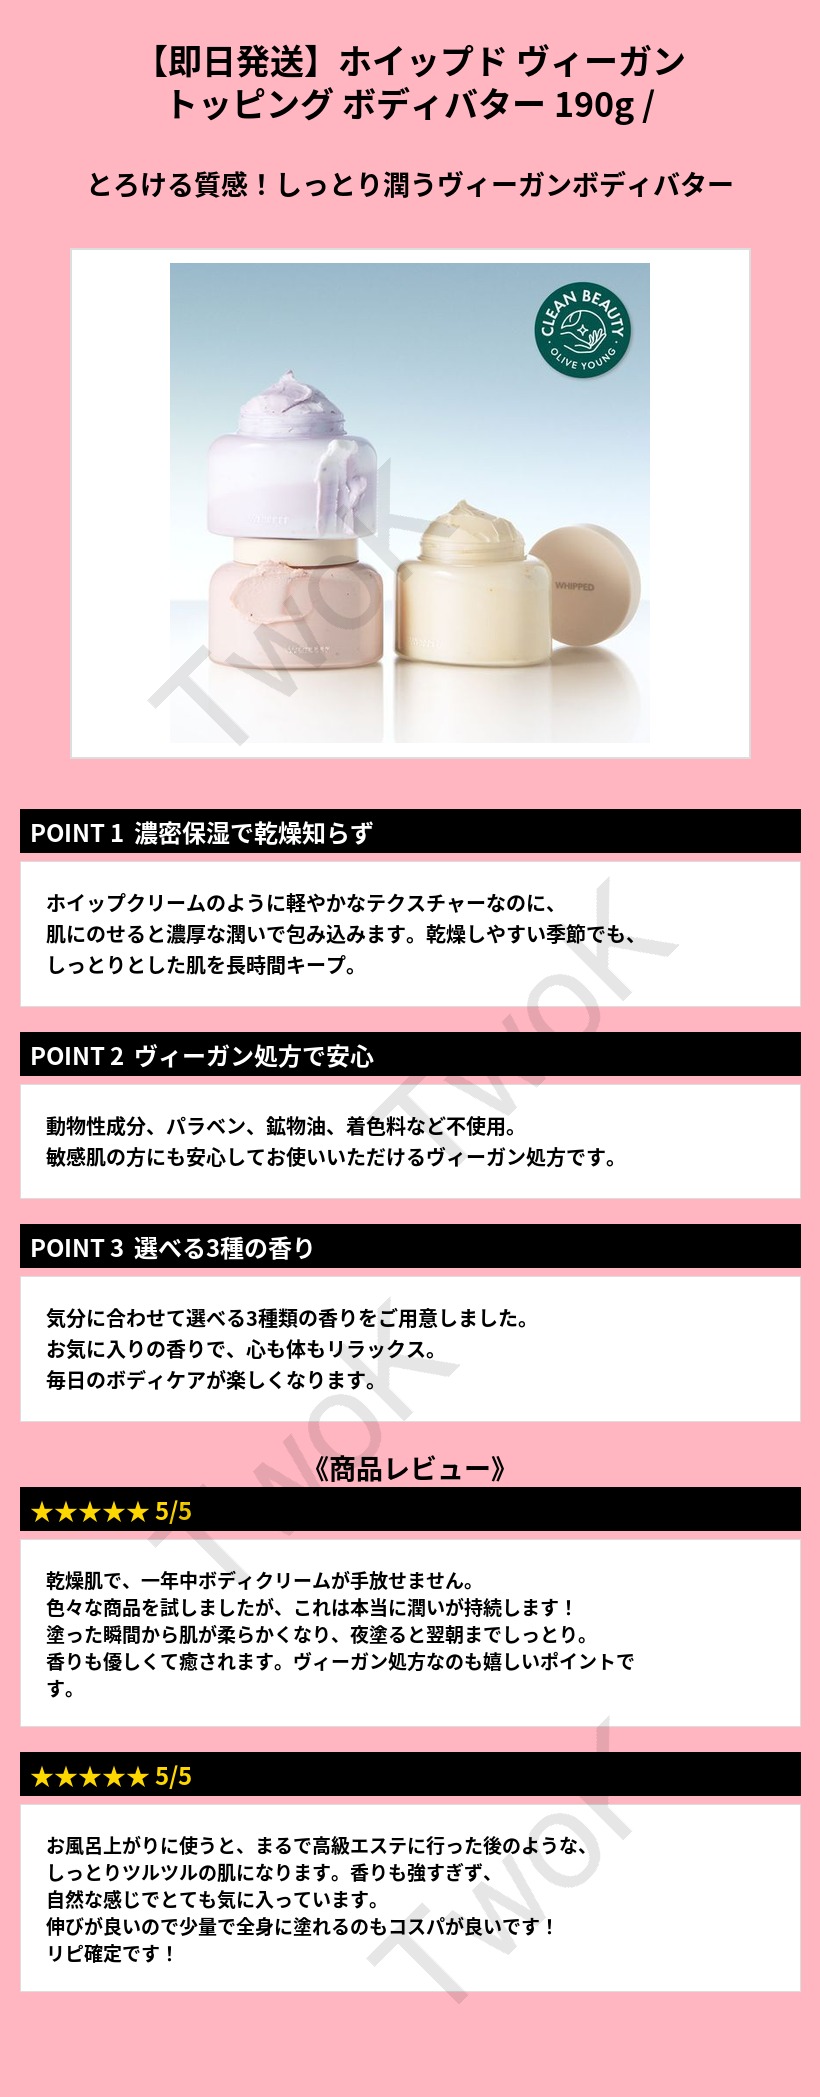 【即日発送】ホイップド ヴィーガン
トッピング ボディバター 190g /
とろける質感！しっとり潤うヴィーガンボディバター
CLEAN BEAUTY
OLIVE YOUNG
WHIPPED
TwoK
POINT 1 濃密保湿で乾燥知らず
ホイップクリームのように軽やかなテクスチャーなのに、
肌にのせると濃厚な潤いで包み込みます。乾燥しやすい季節でも、
しっとりとした肌を長時間キープ。
TwoK
POINT 2 ヴィーガン処方で安心
動物性成分、パラベン、鉱物油、着色料など不使用。
敏感肌の方にも安心してお使いいただけるヴィーガン処方です。
POINT 3 選べる3種の香り
気分に合わせて選べる3種類の香りをご用意しました。
お気に入りの香りで、心も体もリラックス。
毎日のボディケアが楽しくなります。
TwoK
《商品レビュー》
★★★★★ 5/5
乾燥肌で、一年中ボディクリームが手放せません。
色々な商品を試しましたが、これは本当に潤いが持続します！
塗った瞬間から肌が柔らかくなり、夜塗ると翌朝までしっとり。
香りも優しくて癒されます。ヴィーガン処方なのも嬉しいポイントで
す。
★★★★★ 5/5
お風呂上がりに使うと、まるで高級エステに行った後のような、
しっとりツルツルの肌になります。香りも強すぎず、
自然な感じでとても気に入っています。
伸びが良いので少量で全身に塗れるのもコスパが良いです！
リピ確定です！
TwoK